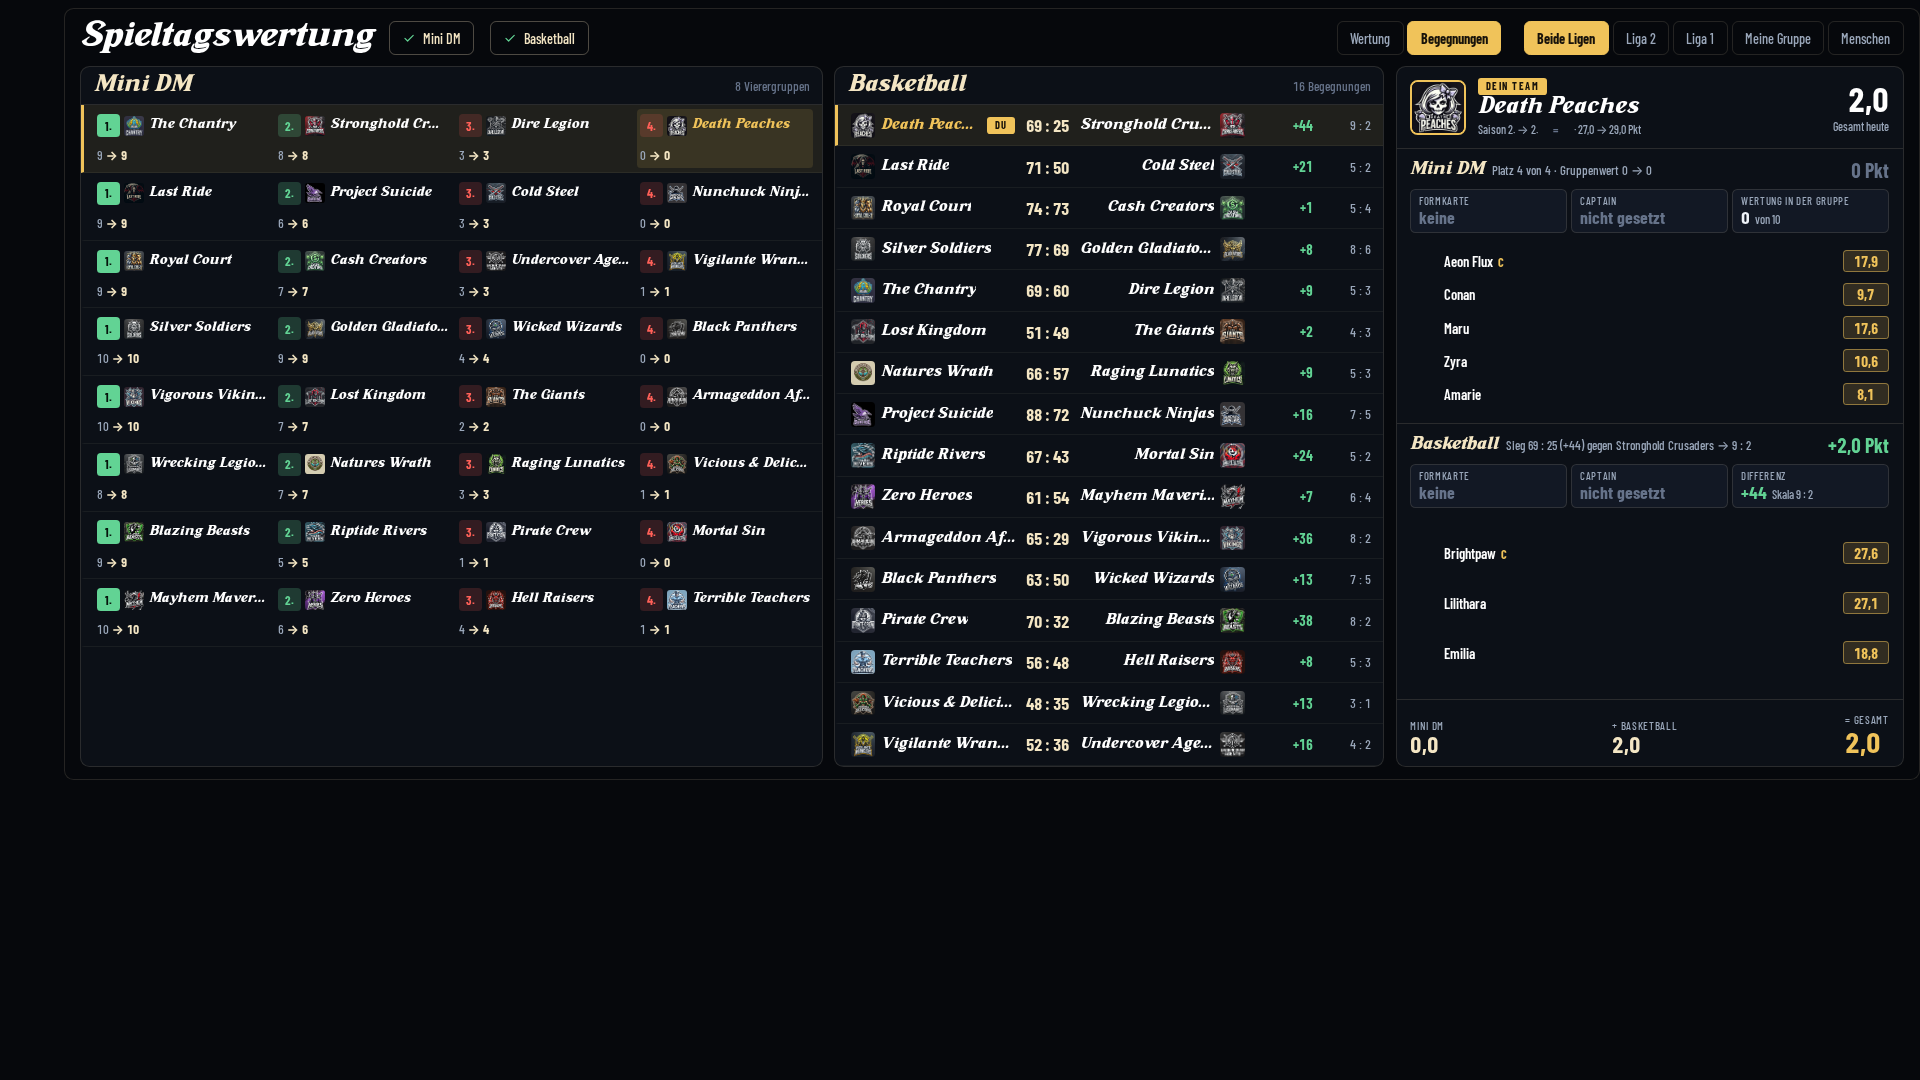 Spieltagswertung
Mini DM
Basketball
Wertung
Begegnungen
Beide Ligen
Liga 2
Liga 1
Meine Gruppe
Menschen
Mini DM
8 Vierergruppen
1. The Chantry 2. Stronghold Cr... 3. Dire Legion 4. Death Peaches
9 → 9 8 → 8 3 → 3 0 → 0
1. Last Ride 2. Project Suicide 3. Cold Steel 4. Nunchuck Ninj...
9 → 9 6 → 6 3 → 3 0 → 0
1. Royal Court 2. Cash Creators 3. Undercover Age... 4. Vigilante Wran...
9 → 9 7 → 7 3 → 3 1 → 1
1. Silver Soldiers 2. Golden Gladiato... 3. Wicked Wizards 4. Black Panthers
10 → 10 9 → 9 4 → 4 0 → 0
1. Vigorous Vikin... 2. Lost Kingdom 3. The Giants 4. Armageddon Af...
10 → 10 7 → 7 2 → 2 0 → 0
1. Wrecking Legio... 2. Natures Wrath 3. Raging Lunatics 4. Vicious & Delic...
8 → 8 7 → 7 3 → 3 1 → 1
1. Blazing Beasts 2. Riptide Rivers 3. Pirate Crew 4. Mortal Sin
9 → 9 5 → 5 1 → 1 0 → 0
1. Mayhem Maver... 2. Zero Heroes 3. Hell Raisers 4. Terrible Teachers
10 → 10 6 → 6 4 → 4 1 → 1
Basketball
16 Begegnungen
Death Peac... DU 69 : 25 Stronghold Cru... +44 9 : 2
Last Ride 71 : 50 Cold Steel +21 5 : 2
Royal Court 74 : 73 Cash Creators +1 5 : 4
Silver Soldiers 77 : 69 Golden Gladiato... +8 8 : 6
The Chantry 69 : 60 Dire Legion +9 5 : 3
Lost Kingdom 51 : 49 The Giants +2 4 : 3
Natures Wrath 66 : 57 Raging Lunatics +9 5 : 3
Project Suicide 88 : 72 Nunchuck Ninjas +16 7 : 5
Riptide Rivers 67 : 43 Mortal Sin +24 5 : 2
Zero Heroes 61 : 54 Mayhem Maveri... +7 6 : 4
Armageddon Af... 65 : 29 Vigorous Vikin... +36 8 : 2
Black Panthers 63 : 50 Wicked Wizards +13 7 : 5
Pirate Crew 70 : 32 Blazing Beasts +38 8 : 2
Terrible Teachers 56 : 48 Hell Raisers +8 5 : 3
Vicious & Delici... 48 : 35 Wrecking Legio... +13 3 : 1
Vigilante Wran... 52 : 36 Undercover Age... +16 4 : 2
DEIN TEAM
Death Peaches
Saison 2. → 2. = · 27,0 → 29,0 Pkt
2,0
Gesamt heute
Mini DM Platz 4 von 4 · Gruppenwert 0 → 0 0 Pkt
FORMKARTE CAPTAIN WERTUNG IN DER GRUPPE
keine nicht gesetzt 0 von 10
Aeon Flux C 17,9
Conan 9,7
Maru 17,6
Zyra 10,6
Amarie 8,1
Basketball Sieg 69 : 25 (+44) gegen Stronghold Crusaders → 9 : 2 +2,0 Pkt
FORMKARTE CAPTAIN DIFFERENZ
keine nicht gesetzt +44 Skala 9 : 2
Brightpaw C 27,6
Lilithara 27,1
Emilia 18,8
MINI DM + BASKETBALL = GESAMT
0,0 2,0 2,0